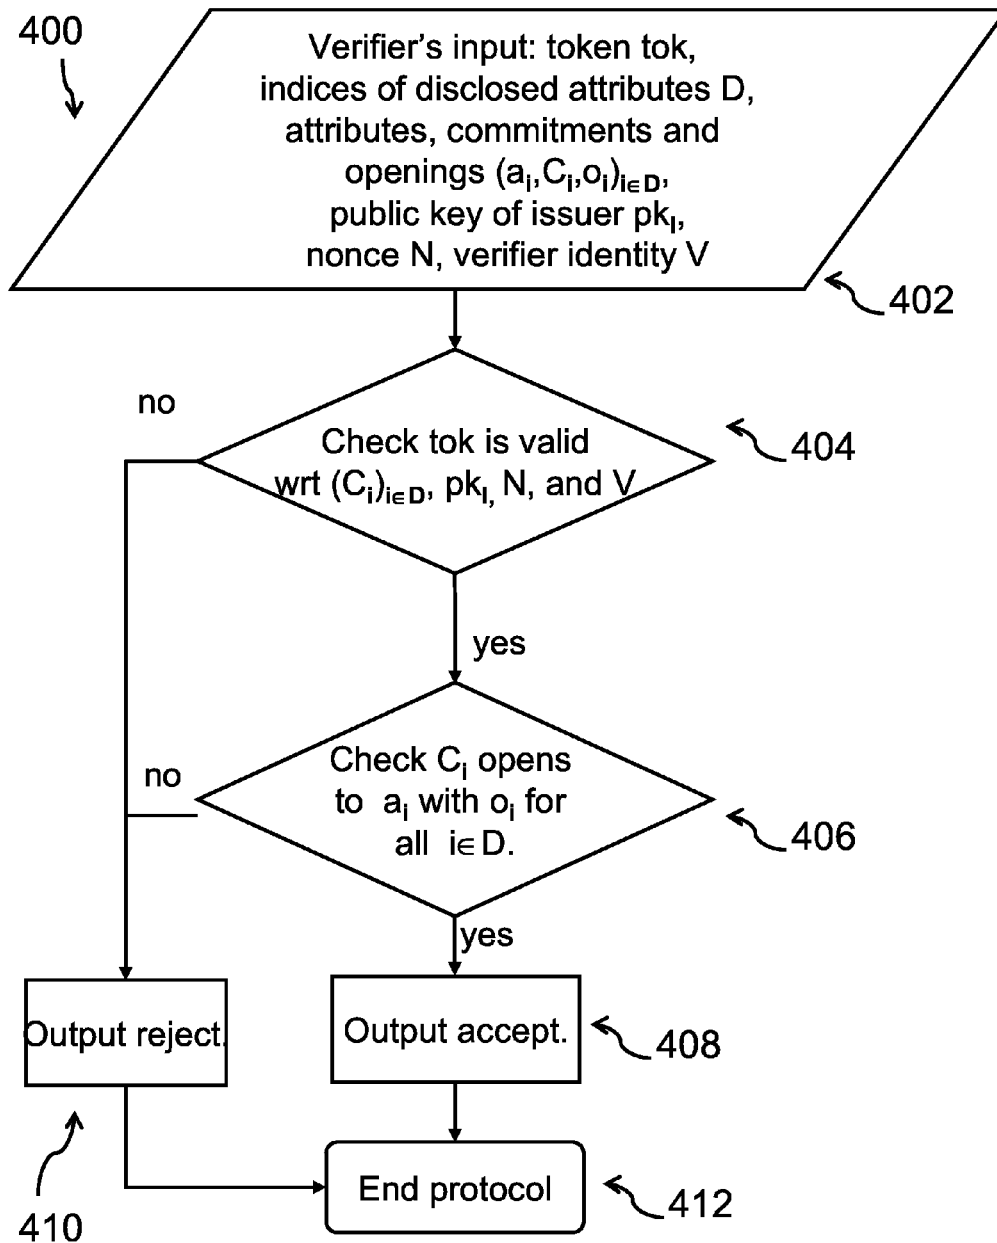 400
Verifier's input: token tok,
indices of disclosed attributes D,
attributes, commitments and
openings (aᵢ,Cᵢ,oᵢ)ᵢ∈D,
public key of issuer pkI,
nonce N, verifier identity V
402
no
Check tok is valid
wrt (Cᵢ)ᵢ∈D, pkI, N, and V
404
yes
no
Check Cᵢ opens
to aᵢ with oᵢ for
all i∈D.
406
yes
Output reject.
Output accept.
408
410
End protocol
412